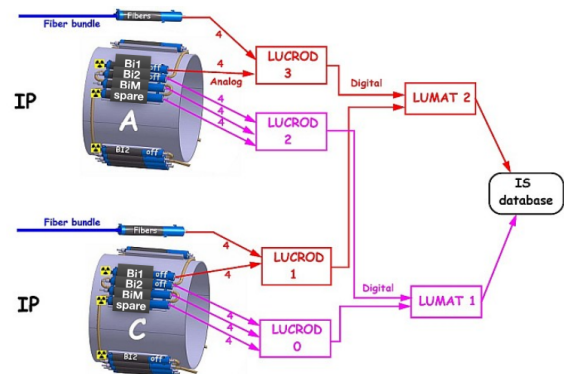 Fiber bundle
Fibers
4
LUCROD
3
Bi1 off
Bi2 off
BiM
spare
4
Analog
Digital
LUMAT 2
IP
A
4
4
4
LUCROD
2
BI2 off
IS
database
Fiber bundle
Fibers
4
LUCROD
1
4
Bi1 off
Bi2 off
BiM
spare
Digital
LUMAT 1
IP
C
4
4
4
LUCROD
0
BI2 off